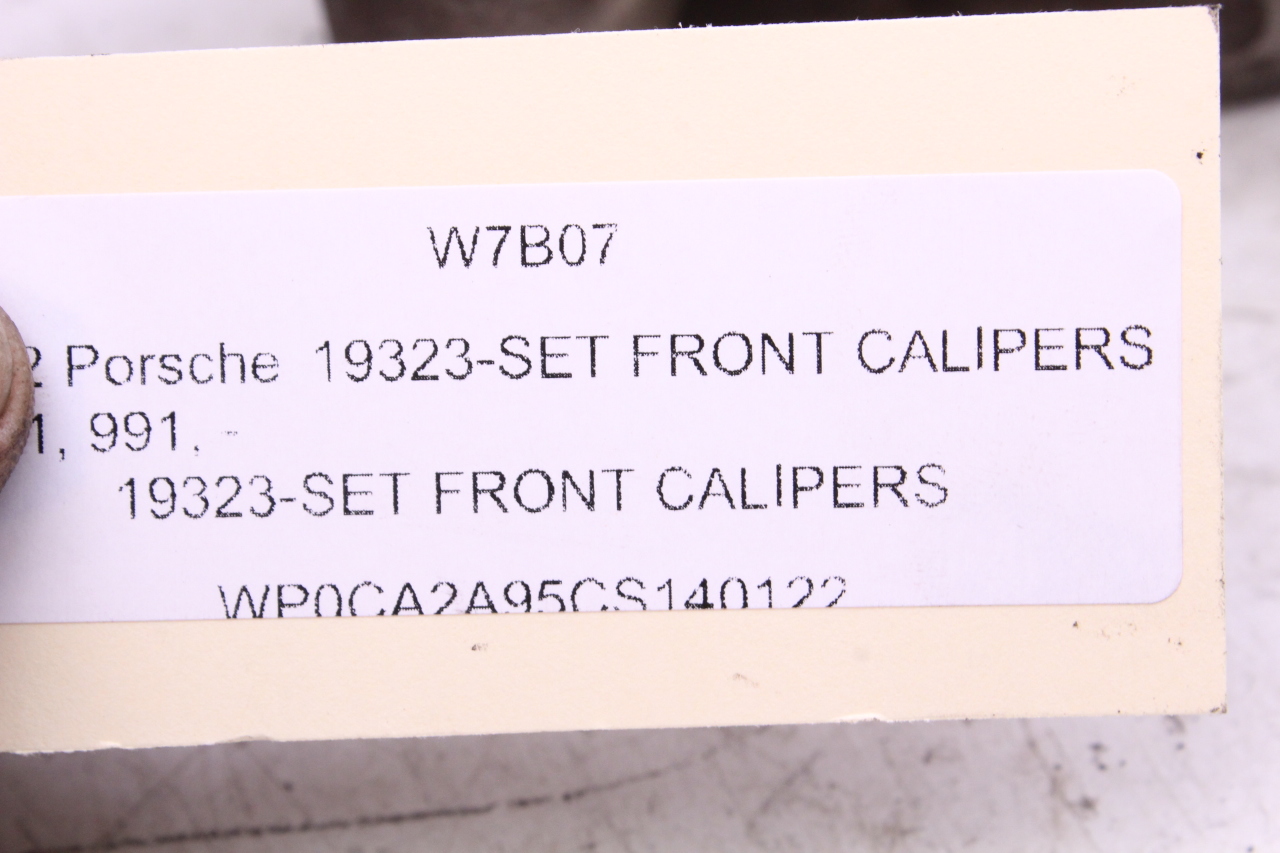 W7B07
2 Porsche 19323-SET FRONT CALIPERS
1, 991, -
19323-SET FRONT CALIPERS
WP0CA2A95CS140122